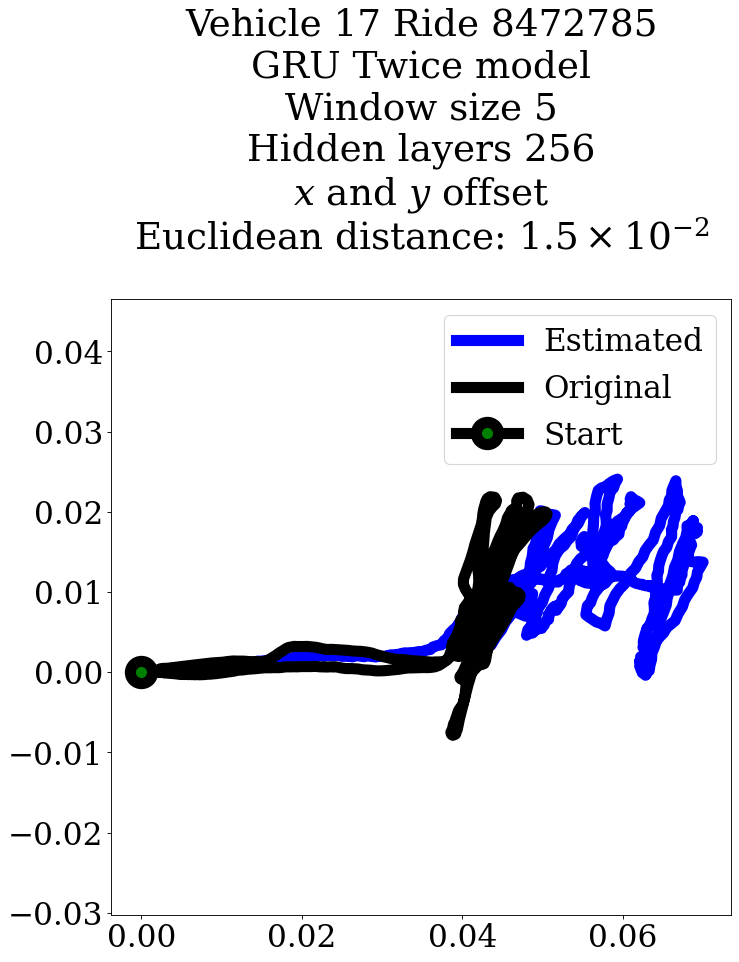 Vehicle 17 Ride 8472785
GRU Twice model
Window size 5
Hidden layers 256
x and y offset
Euclidean distance: 1.5 × 10⁻²
Estimated
Original
Start
0.04
0.03
0.02
0.01
0.00
−0.01
−0.02
−0.03
0.00 0.02 0.04 0.06